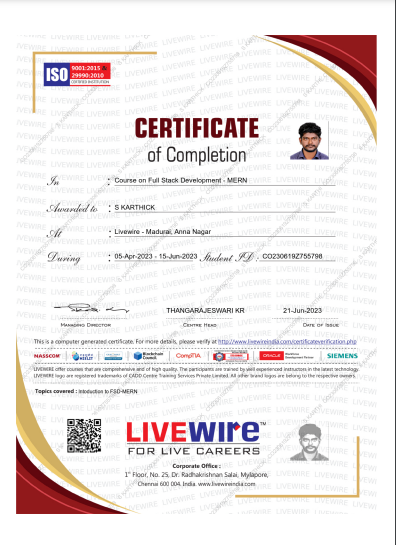 ISO 9001:2015 &
29990:2010
CERTIFIED INSTITUTION
CERTIFICATE
of Completion
In : Course on Full Stack Development - MERN
Awarded to : S KARTHICK
At : Livewire - Madurai, Anna Nagar
During : 05-Apr-2023 - 15-Jun-2023 Student ID : CO230619Z755798
THANGARAJESWARI KR 21-Jun-2023
MANAGING DIRECTOR CENTRE HEAD DATE OF ISSUE
This is a computer generated certificate. For more details, please verify at http://www.livewireindia.com/certificateverification.php
NASSCOM Blockchain Council CompTIA ORACLE SIEMENS
LIVEWIRE offer courses that are comprehensive and of high quality. The participants are trained by well experienced instructors in the latest technology.
LIVEWIRE logo are registered trademarks of CADD Centre Training Services Private Limited. All other brand logos are belong to the respective owners.
Topics covered : Intoduction to FSD-MERN
LIVEWIRE™
FOR LIVE CAREERS
Corporate Office :
1st Floor, No. 25, Dr. Radhakrishnan Salai, Mylapore,
Chennai 600 004. India. www.livewireindia.com